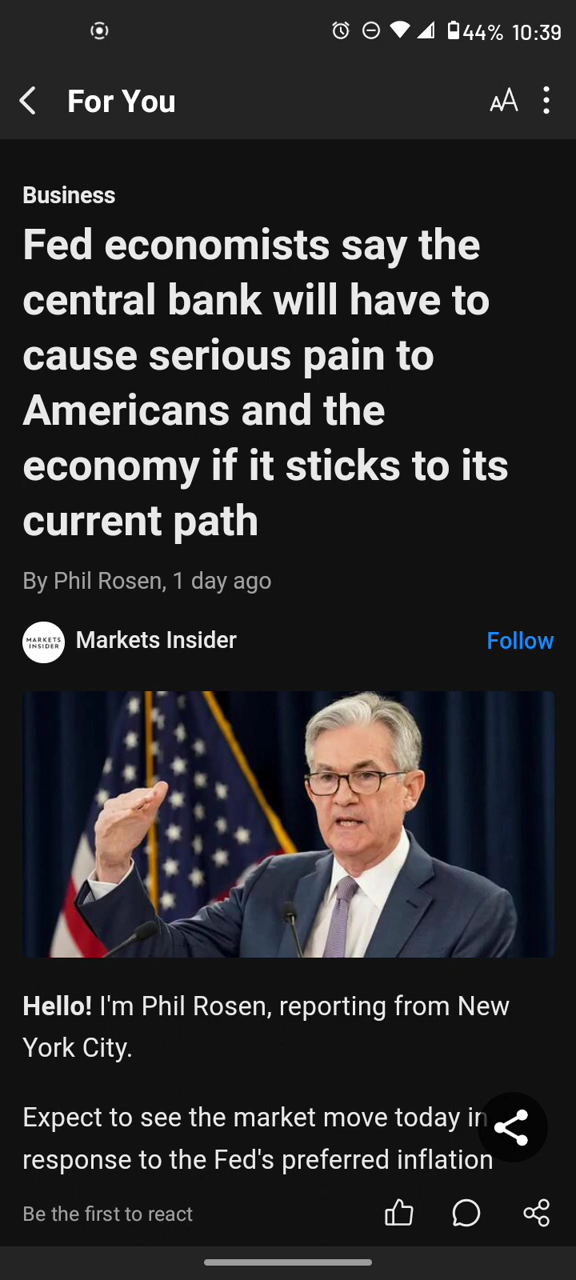 44% 10:39
For You
AA
Business
Fed economists say the
central bank will have to
cause serious pain to
Americans and the
economy if it sticks to its
current path
By Phil Rosen, 1 day ago
MARKETS
INSIDER
Markets Insider
Follow
Hello! I'm Phil Rosen, reporting from New
York City.
Expect to see the market move today in
response to the Fed's preferred inflation
Be the first to react